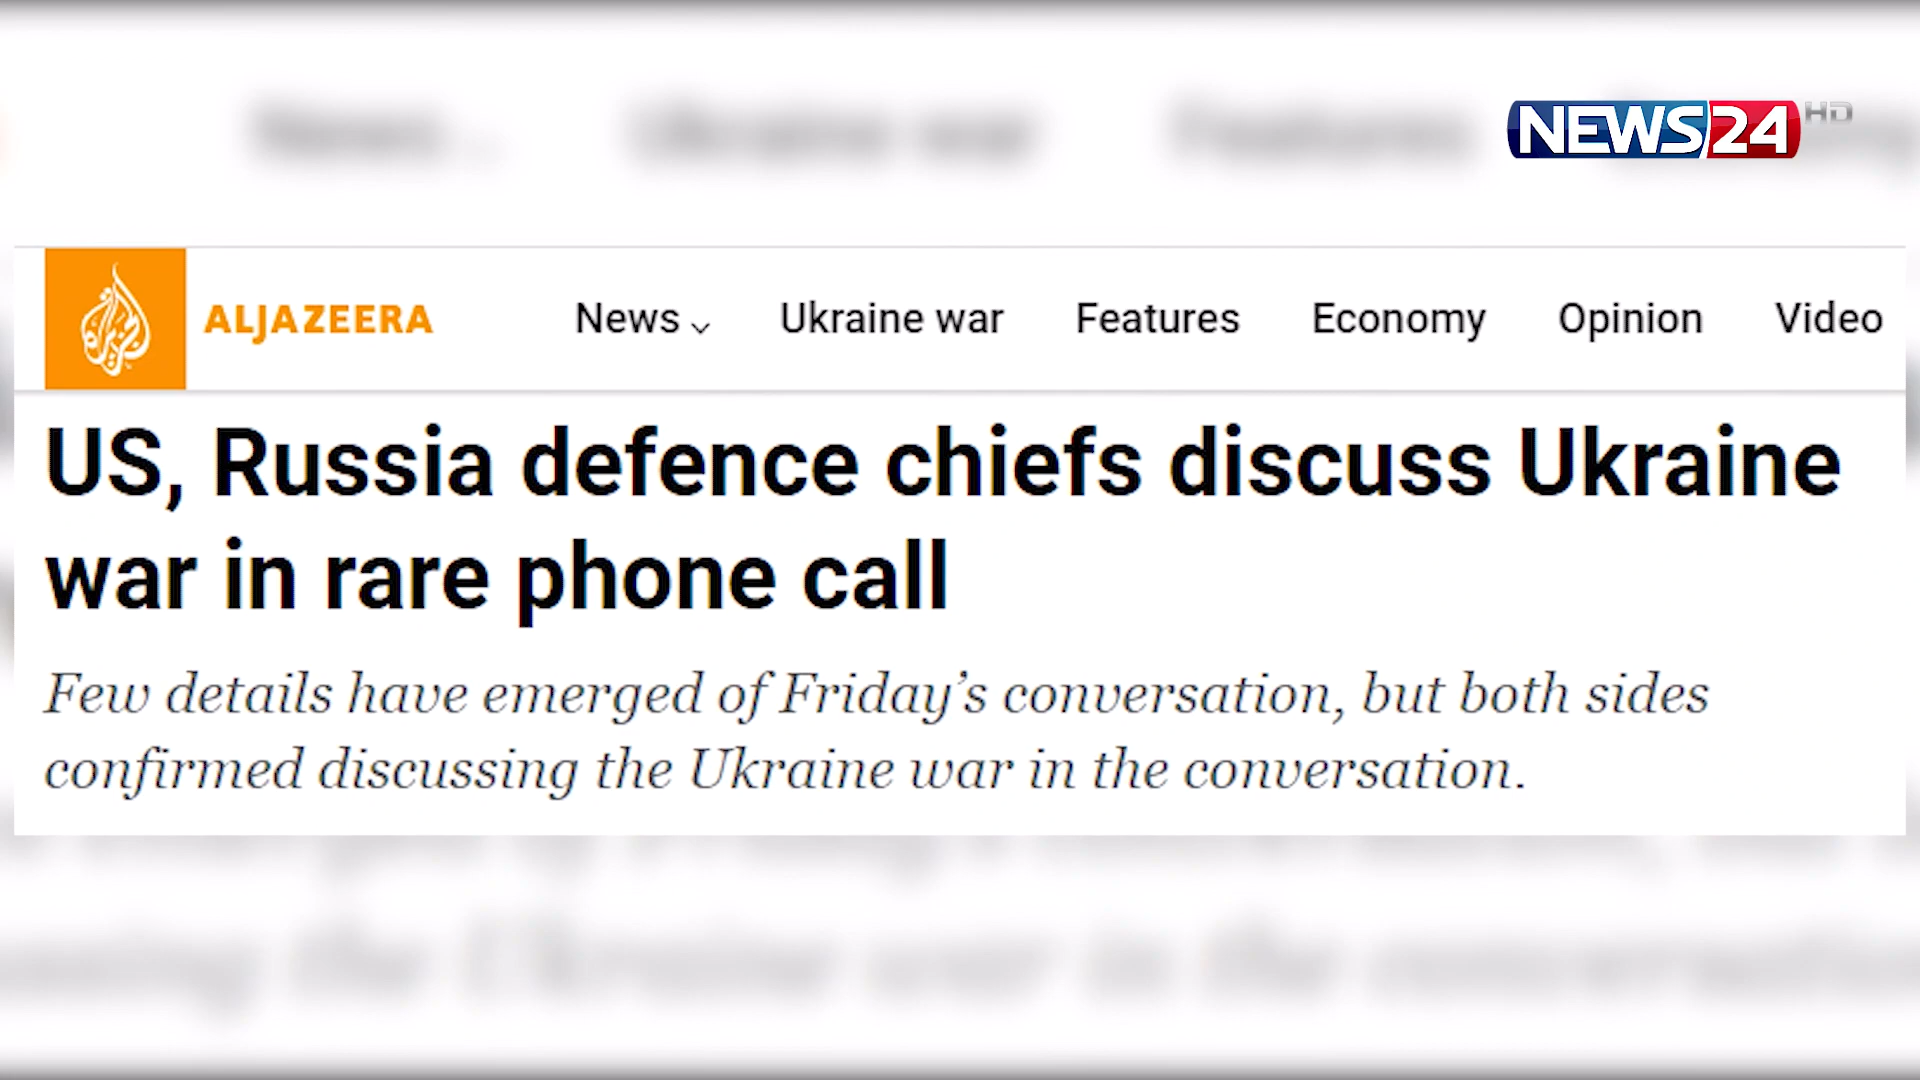 NEWS24 HD
ALJAZEERA News Ukraine war Features Economy Opinion Video
US, Russia defence chiefs discuss Ukraine
war in rare phone call
Few details have emerged of Friday’s conversation, but both sides
confirmed discussing the Ukraine war in the conversation.